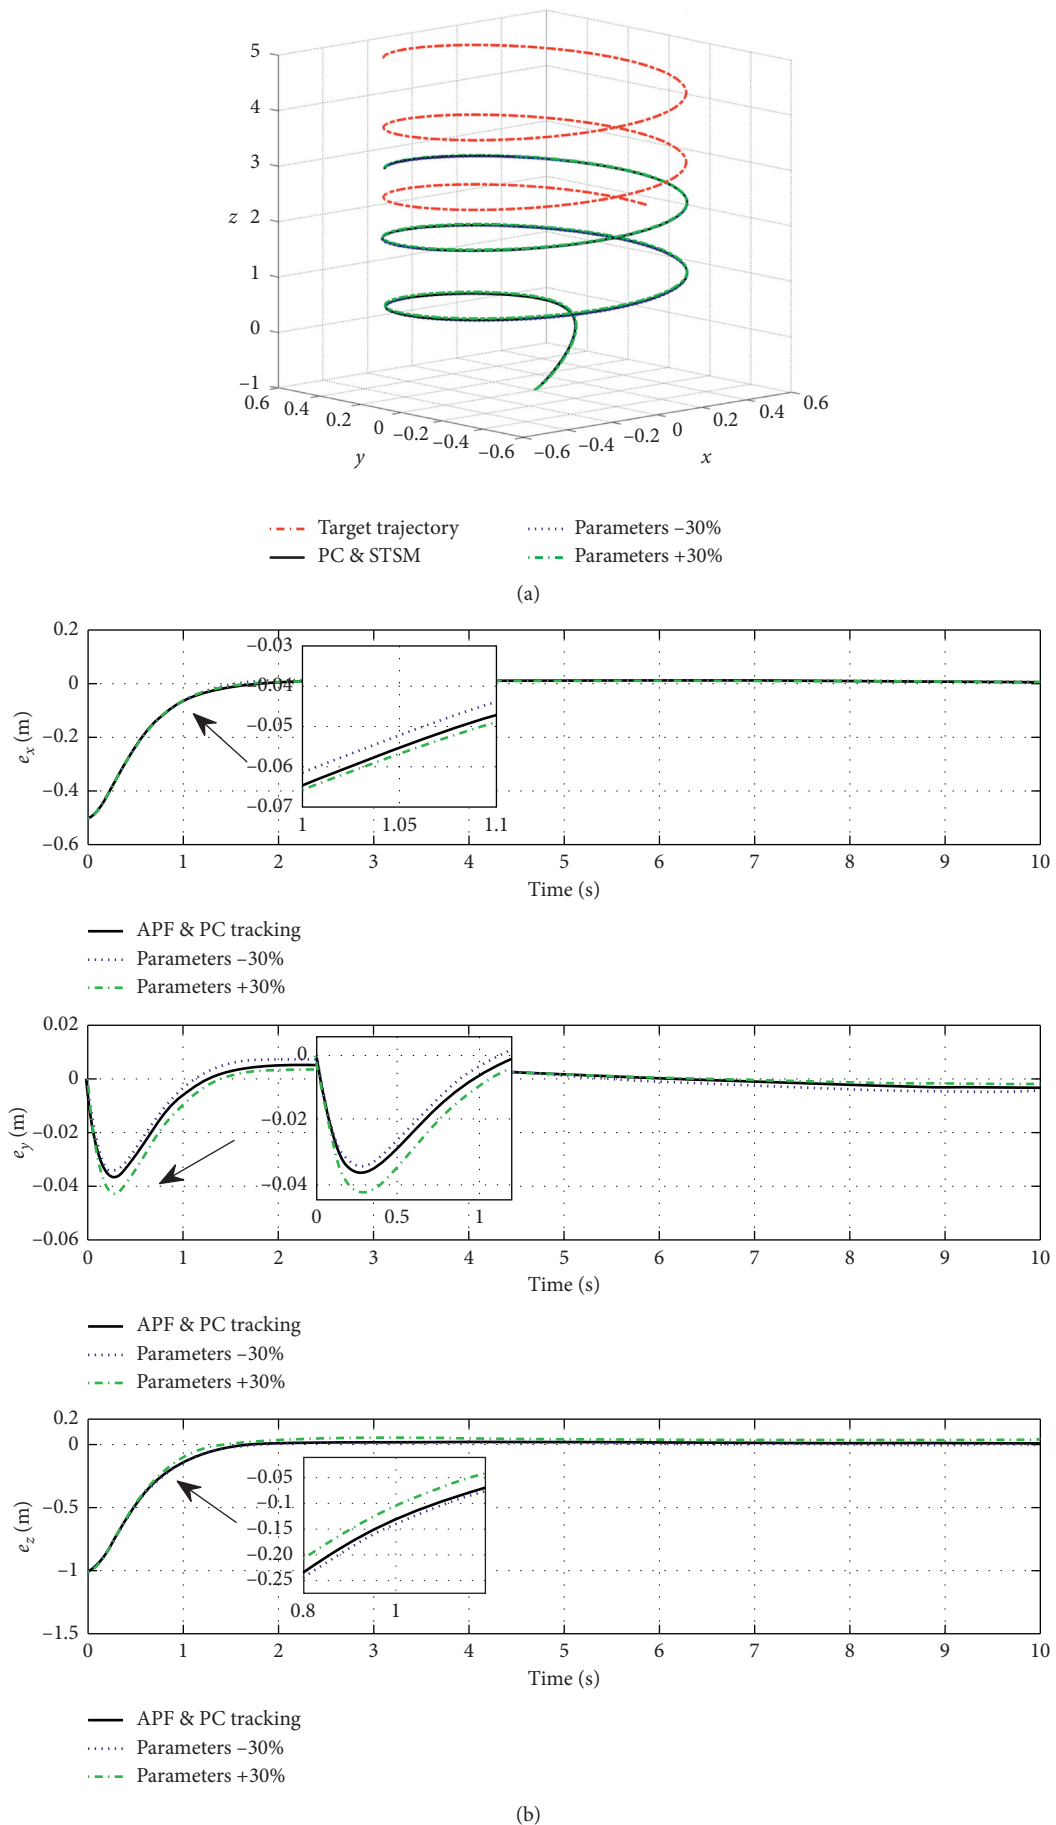 5
4
3
z 2
1
0
–1
0.6 0.4 0.2 0 –0.2 –0.4 –0.6
–0.6 –0.4 –0.2 0 0.2 0.4 0.6
y
x
Target trajectory
PC & STSM
Parameters –30%
Parameters +30%
(a)
0.2
0
–0.2
–0.4
–0.6
ex (m)
–0.03
–0.04
–0.05
–0.06
–0.07
1 1.05 1.1
0 1 2 3 4 5 6 7 8 9 10
Time (s)
APF & PC tracking
Parameters –30%
Parameters +30%
0.02
0
–0.02
–0.04
–0.06
ey (m)
0
–0.02
–0.04
0 0.5 1
0 1 2 3 4 5 6 7 8 9 10
Time (s)
APF & PC tracking
Parameters –30%
Parameters +30%
0.2
0
–0.5
–1
–1.5
ez (m)
–0.05
–0.1
–0.15
–0.20
–0.25
0.8 1
0 1 2 3 4 5 6 7 8 9 10
Time (s)
APF & PC tracking
Parameters –30%
Parameters +30%
(b)